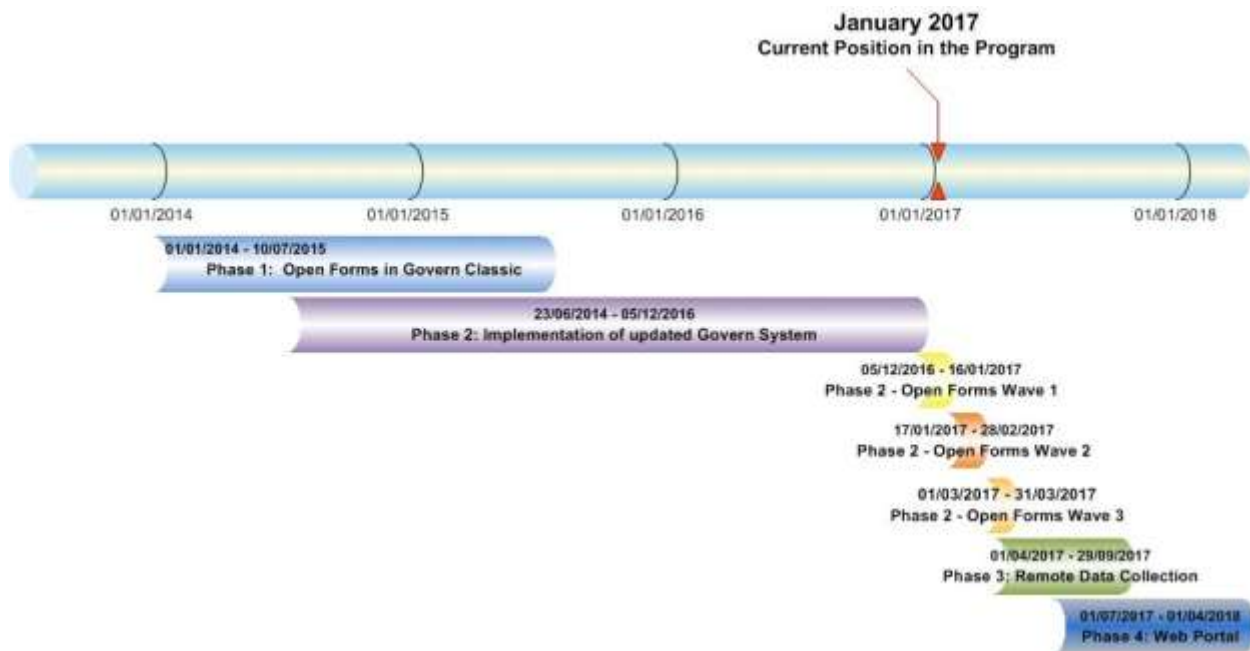 January 2017
Current Position in the Program
01/01/2014
01/01/2015
01/01/2016
01/01/2017
01/01/2018
01/01/2014 - 10/07/2015
Phase 1: Open Forms in Govern Classic
23/06/2014 - 05/12/2016
Phase 2: Implementation of updated Govern System
05/12/2016 - 16/01/2017
Phase 2 - Open Forms Wave 1
17/01/2017 - 28/02/2017
Phase 2 - Open Forms Wave 2
01/03/2017 - 31/03/2017
Phase 2 - Open Forms Wave 3
01/04/2017 - 29/09/2017
Phase 3: Remote Data Collection
01/07/2017 - 01/04/2018
Phase 4: Web Portal